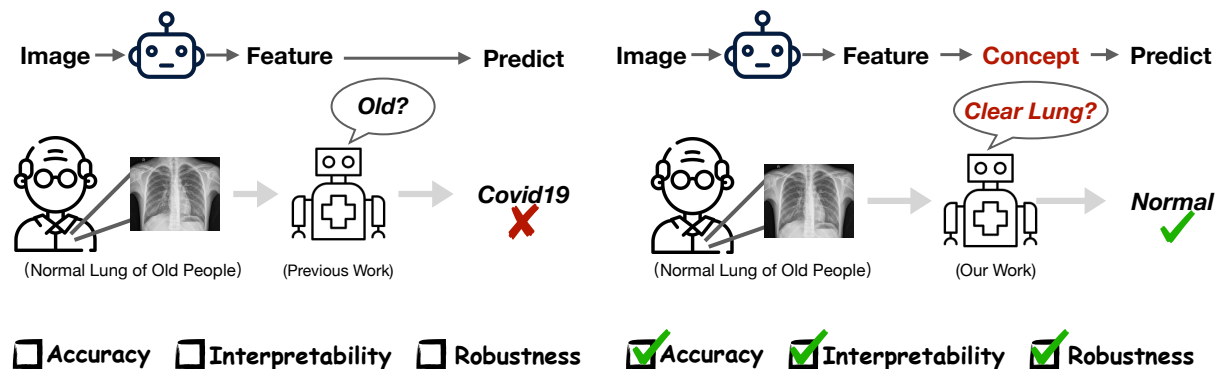 Image Feature Predict
Old?
Covid19
(Normal Lung of Old People)
(Previous Work)
Accuracy Interpretability Robustness
Image Feature Concept Predict
Clear Lung?
Normal
(Normal Lung of Old People)
(Our Work)
Accuracy Interpretability Robustness